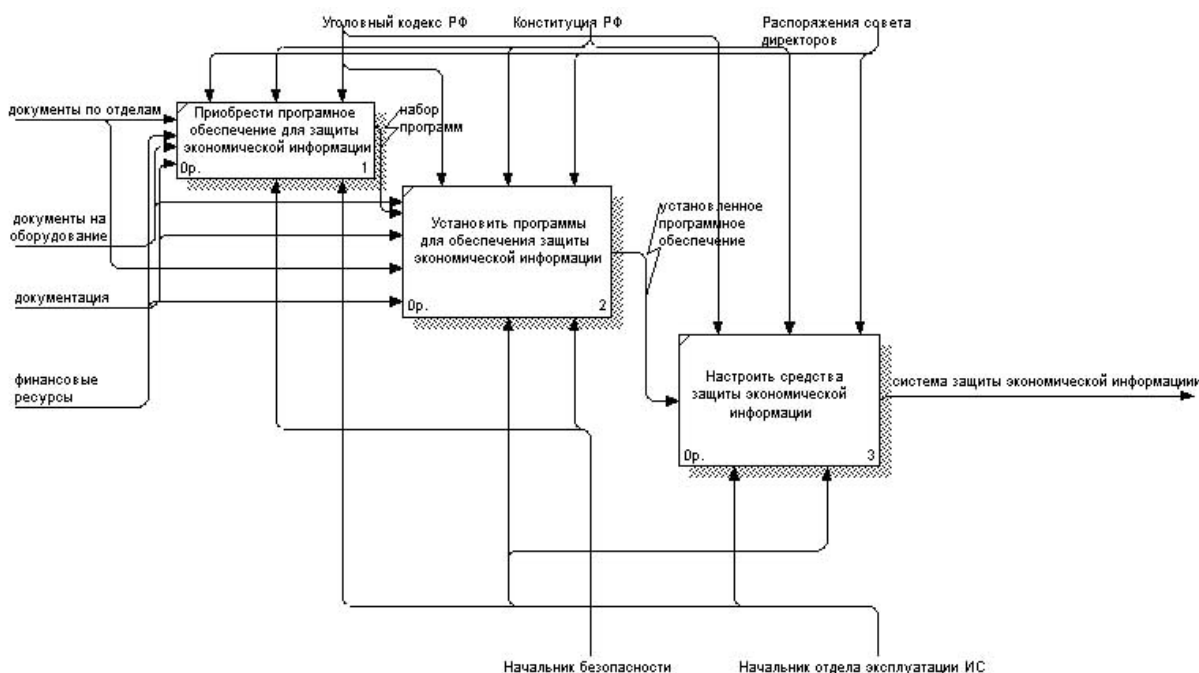 Уголовный кодекс РФ
Конституция РФ
Распоряжения совета
директоров
документы по отделам
Приобрести програмное
обеспечение для защиты
экономической информации
0р.
1
набор
программ
документы на
оборудование
Установить программы
для обеспечения защиты
экономической информации
0р.
2
установленное
программное
обеспечение
документация
финансовые
ресурсы
Настроить средства
защиты экономической
информации
0р.
3
система защиты экономической информациии
Начальник безопасности
Начальник отдела эксплуатации ИС